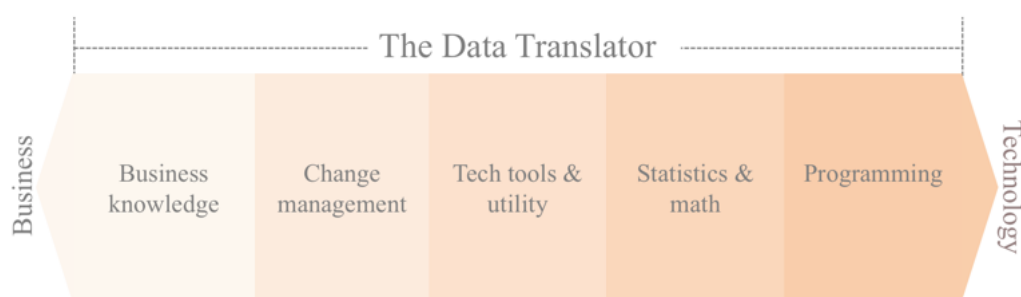 The Data Translator
Business
Business
knowledge
Change
management
Tech tools &
utility
Statistics &
math
Programming
Technology